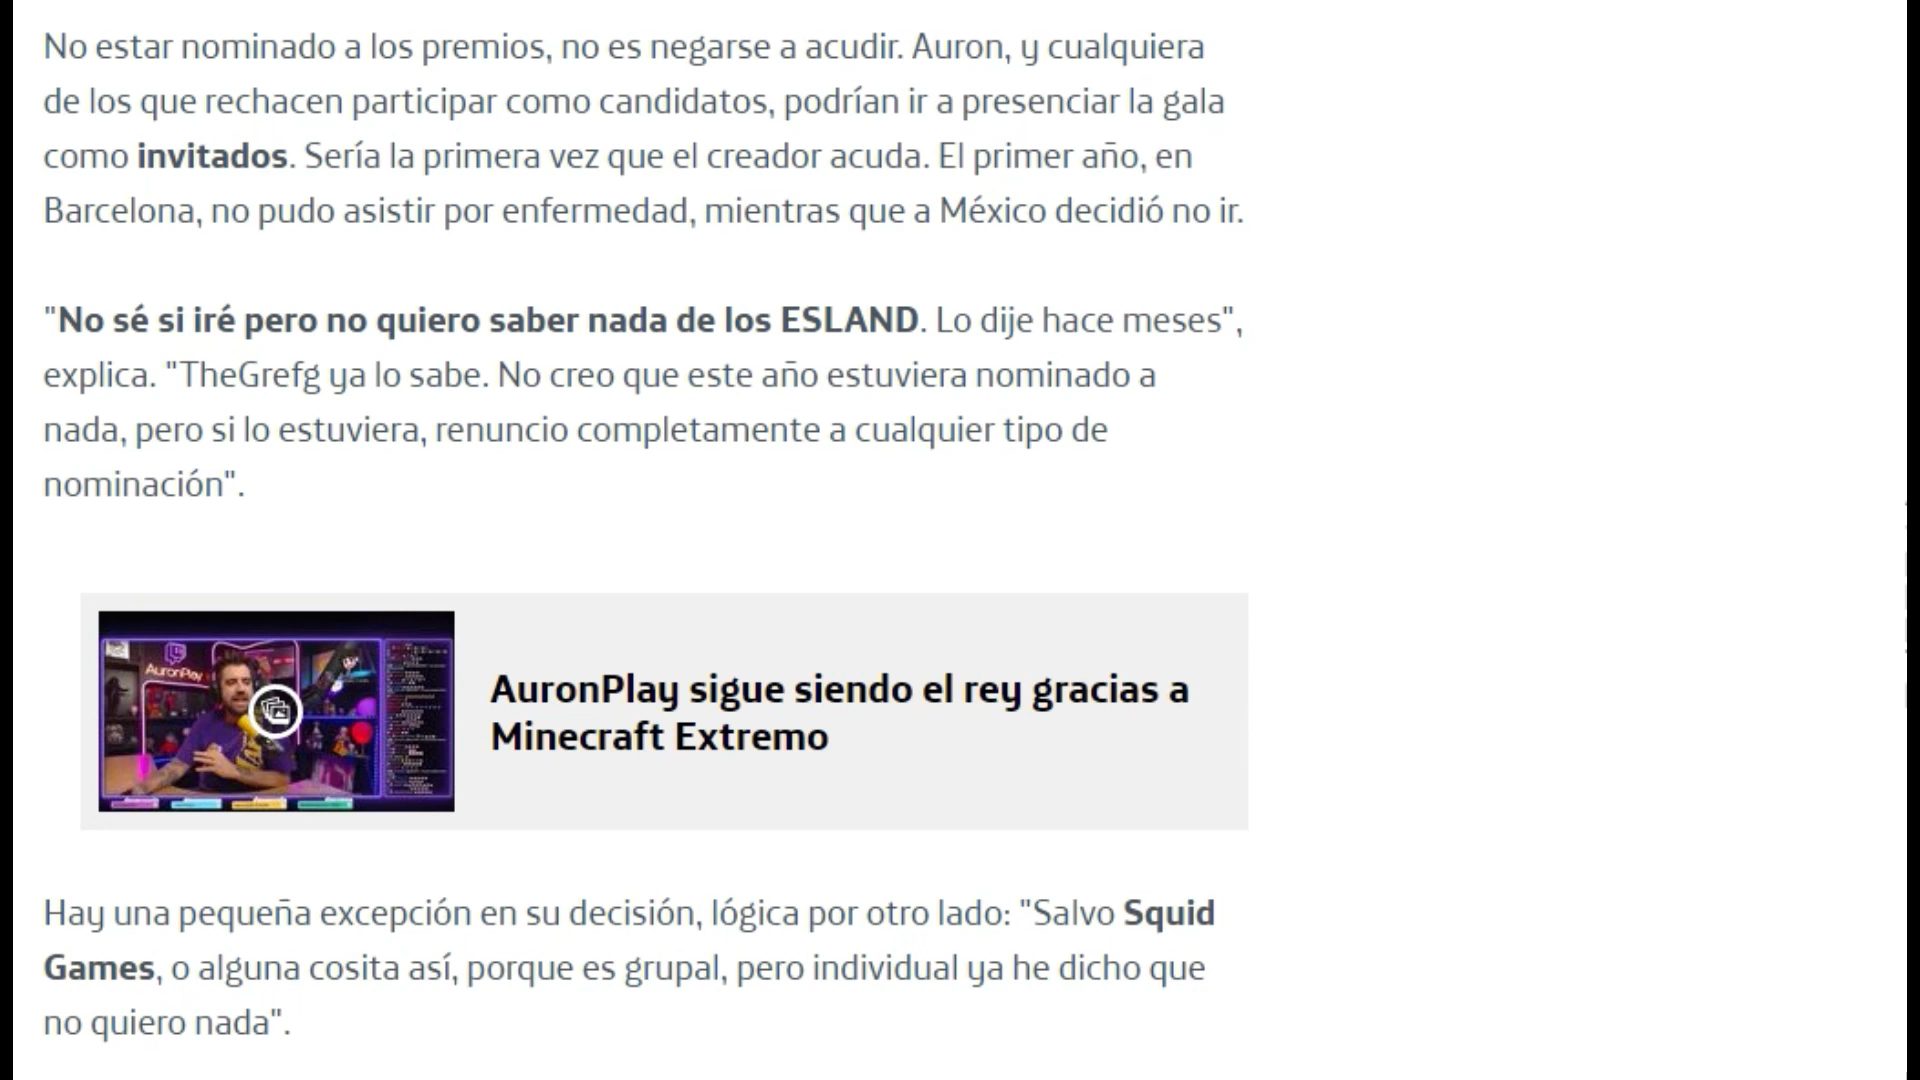 No estar nominado a los premios, no es negarse a acudir. Auron, y cualquiera
de los que rechacen participar como candidatos, podrían ir a presenciar la gala
como invitados. Sería la primera vez que el creador acuda. El primer año, en
Barcelona, no pudo asistir por enfermedad, mientras que a México decidió no ir.
"No sé si iré pero no quiero saber nada de los ESLAND. Lo dije hace meses",
explica. "TheGrefg ya lo sabe. No creo que este año estuviera nominado a
nada, pero si lo estuviera, renuncio completamente a cualquier tipo de
nominación".
AuronPlay
AuronPlay sigue siendo el rey gracias a
Minecraft Extremo
Hay una pequeña excepción en su decisión, lógica por otro lado: "Salvo Squid
Games, o alguna cosita así, porque es grupal, pero individual ya he dicho que
no quiero nada".